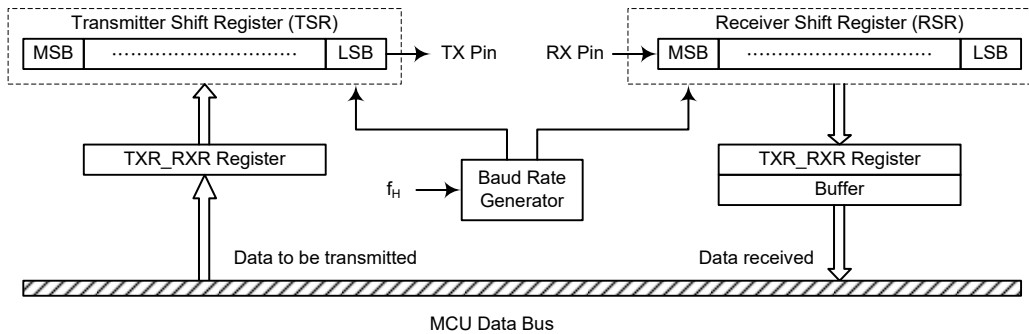 Transmitter Shift Register (TSR)
Receiver Shift Register (RSR)
MSB ………………………… LSB
TX Pin
RX Pin
MSB ………………………… LSB
TXR_RXR Register
Baud Rate
Generator
fH
TXR_RXR Register
Buffer
Data to be transmitted
Data received
MCU Data Bus